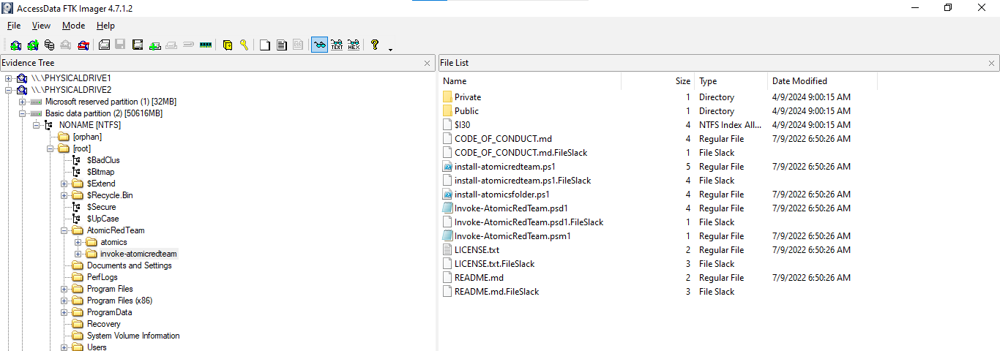 AccessData FTK Imager 4.7.1.2
File View Mode Help
TEXT HEX DIR
Evidence Tree
\\.\PHYSICALDRIVE1
\\.\PHYSICALDRIVE2
Microsoft reserved partition (1) [32MB]
Basic data partition (2) [50616MB]
NONAME [NTFS]
[orphan]
[root]
$BadClus
$Bitmap
$Extend
$Recycle.Bin
$Secure
$UpCase
AtomicRedTeam
atomics
invoke-atomicredteam
Documents and Settings
PerfLogs
Program Files
Program Files (x86)
ProgramData
Recovery
System Volume Information
Users
File List
Name Size Type Date Modified
Private 1 Directory 4/9/2024 9:00:15 AM
Public 1 Directory 4/9/2024 9:00:15 AM
$I30 4 NTFS Index All... 4/9/2024 9:00:15 AM
CODE_OF_CONDUCT.md 4 Regular File 7/9/2022 6:50:26 AM
CODE_OF_CONDUCT.md.FileSlack 1 File Slack
install-atomicredteam.ps1 5 Regular File 7/9/2022 6:50:26 AM
install-atomicredteam.ps1.FileSlack 4 File Slack
install-atomicsfolder.ps1 4 Regular File 7/9/2022 6:50:26 AM
Invoke-AtomicRedTeam.psd1 4 Regular File 7/9/2022 6:50:26 AM
Invoke-AtomicRedTeam.psd1.FileSlack 1 File Slack
Invoke-AtomicRedTeam.psm1 1 Regular File 7/9/2022 6:50:26 AM
LICENSE.txt 2 Regular File 7/9/2022 6:50:26 AM
LICENSE.txt.FileSlack 3 File Slack
README.md 2 Regular File 7/9/2022 6:50:26 AM
README.md.FileSlack 3 File Slack